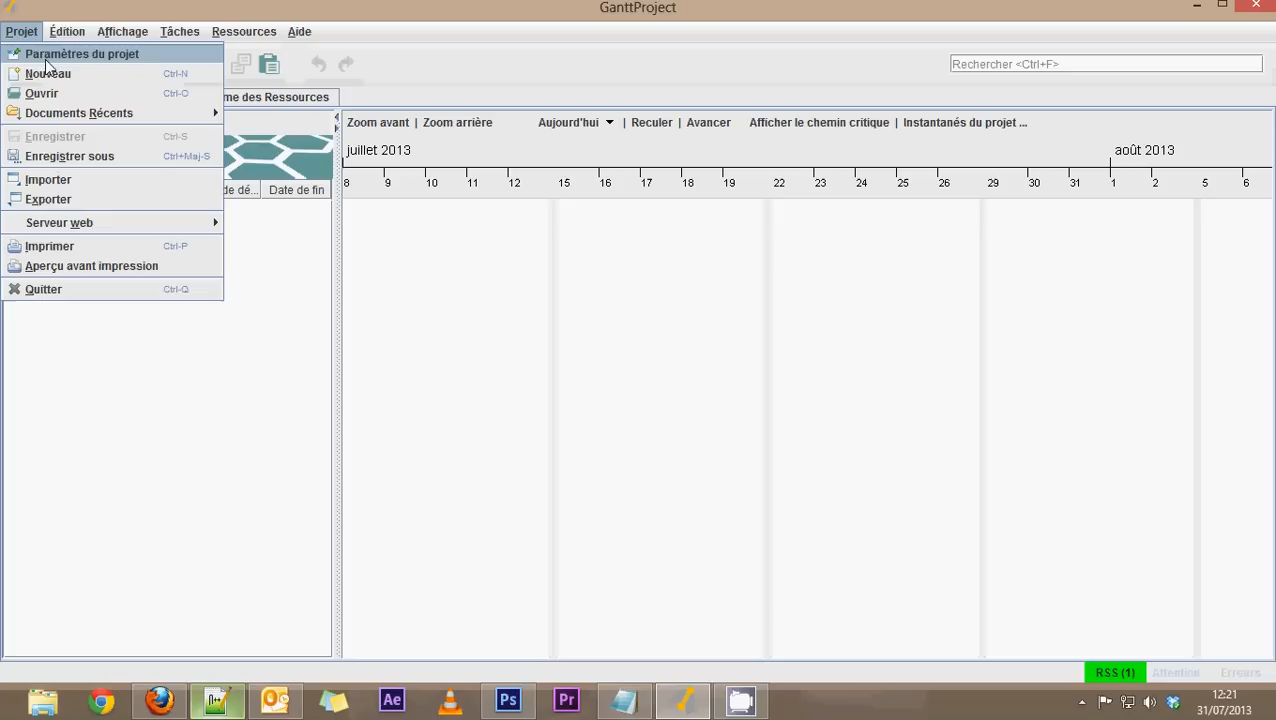 GanttProject
Projet Édition Affichage Tâches Ressources Aide
Paramètres du projet
Nouveau Ctrl-N
Ouvrir Ctrl-O
Documents Récents
Enregistrer Ctrl-S
Enregistrer sous Ctrl+Maj-S
Importer
Exporter
Serveur web
Imprimer Ctrl-P
Aperçu avant impression
Quitter Ctrl-Q
Rechercher <Ctrl+F>
me des Ressources
Zoom avant | Zoom arrière Aujourd'hui | Reculer | Avancer Afficher le chemin critique | Instantanés du projet ...
juillet 2013 août 2013
de dé... Date de fin
8 9 10 11 12 15 16 17 18 19 22 23 24 25 26 29 30 31 1 2 5 6
RSS (1) Attention Erreurs
Ae Ps Pr
12:21
31/07/2013